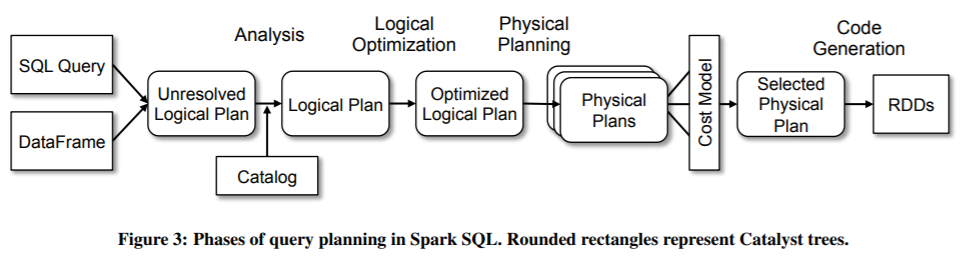 Analysis
Logical
Optimization
Physical
Planning
Code
Generation
SQL Query
DataFrame
Unresolved
Logical Plan
Catalog
Logical Plan
Optimized
Logical Plan
Physical
Plans
Cost Model
Selected
Physical
Plan
RDDs
Figure 3: Phases of query planning in Spark SQL. Rounded rectangles represent Catalyst trees.